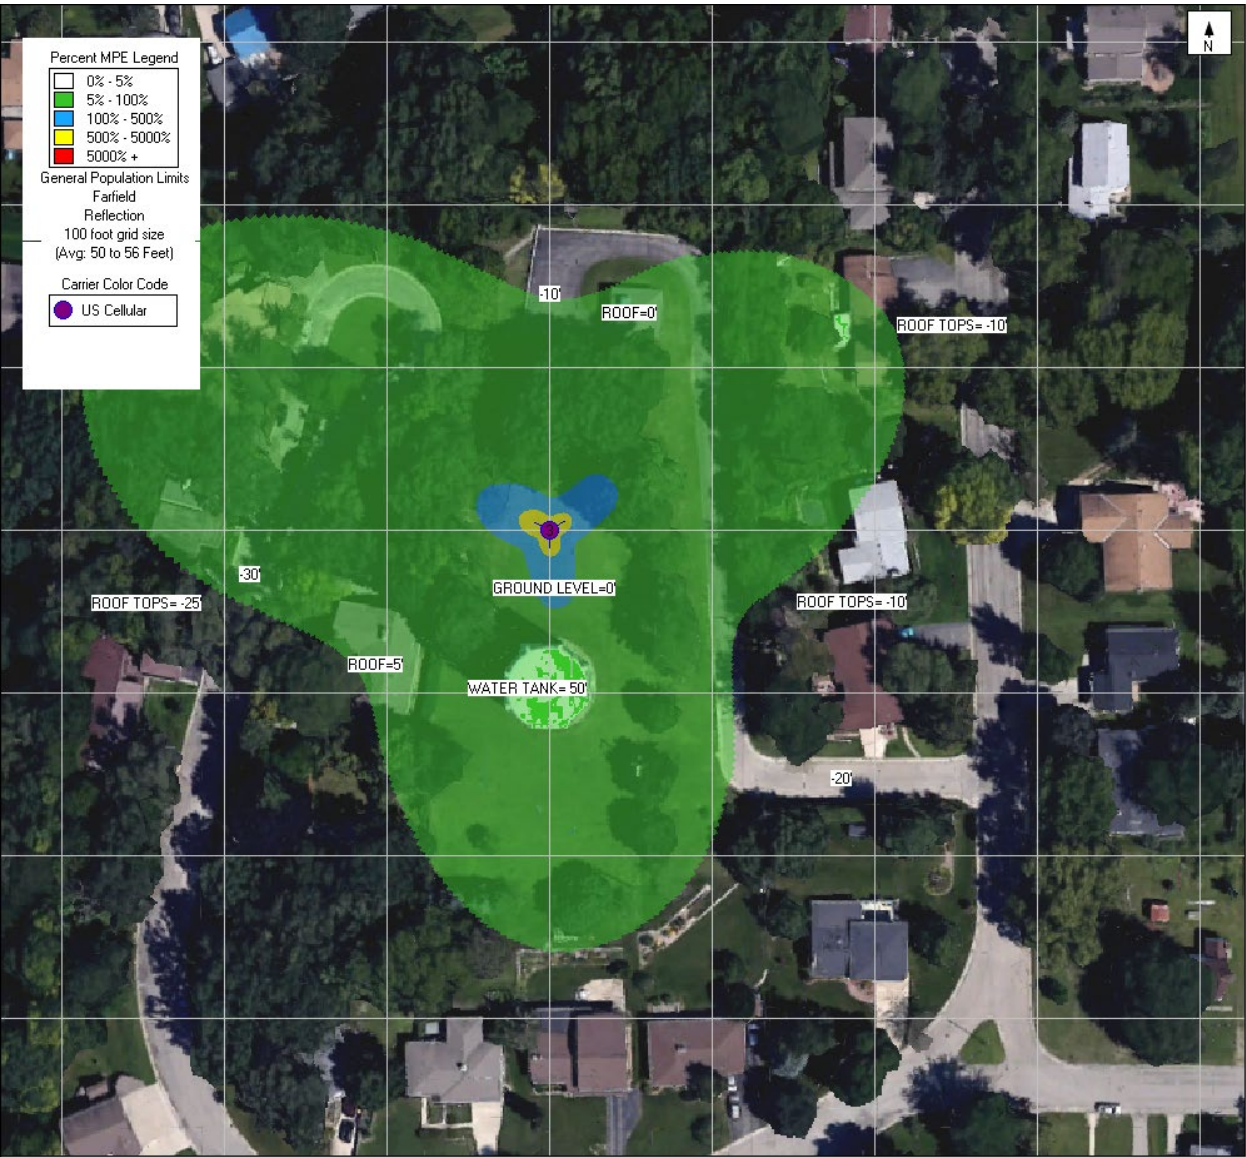 N
Percent MPE Legend
0% - 5%
5% - 100%
100% - 500%
500% - 5000%
5000% +
General Population Limits
Farfield
Reflection
100 foot grid size
(Avg: 50 to 56 Feet)
Carrier Color Code
US Cellular
-10'
ROOF=0'
ROOF TOPS= -10'
-30'
GROUND LEVEL=0'
ROOF TOPS= -25'
ROOF TOPS= -10'
ROOF=5'
WATER TANK= 50'
-20'